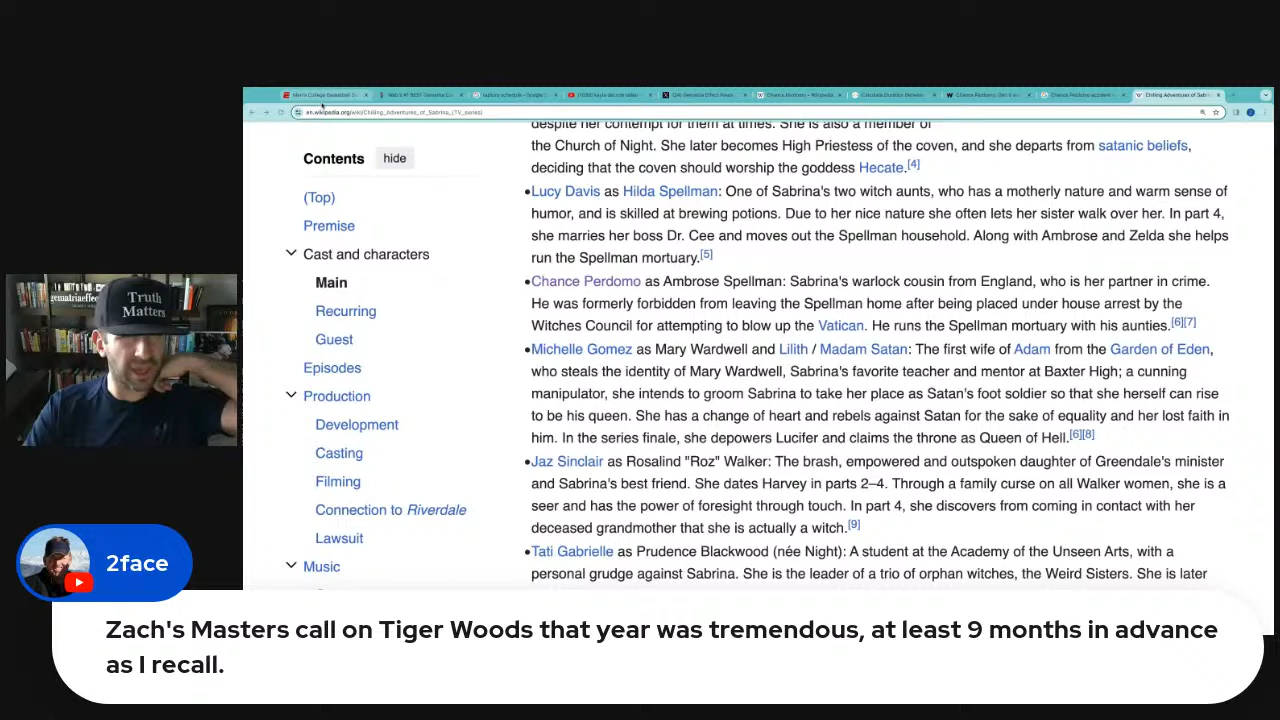 en.wikipedia.org/wiki/Chilling_Adventures_of_Sabrina_(TV_series)
despite her contempt for them at times. She is also a member of
the Church of Night. She later becomes High Priestess of the coven, and she departs from satanic beliefs,
deciding that the coven should worship the goddess Hecate.[4]
•Lucy Davis as Hilda Spellman: One of Sabrina's two witch aunts, who has a motherly nature and warm sense of
humor, and is skilled at brewing potions. Due to her nice nature she often lets her sister walk over her. In part 4,
she marries her boss Dr. Cee and moves out the Spellman household. Along with Ambrose and Zelda she helps
run the Spellman mortuary.[5]
•Chance Perdomo as Ambrose Spellman: Sabrina's warlock cousin from England, who is her partner in crime.
He was formerly forbidden from leaving the Spellman home after being placed under house arrest by the
Witches Council for attempting to blow up the Vatican. He runs the Spellman mortuary with his aunties.[6][7]
•Michelle Gomez as Mary Wardwell and Lilith / Madam Satan: The first wife of Adam from the Garden of Eden,
who steals the identity of Mary Wardwell, Sabrina's favorite teacher and mentor at Baxter High; a cunning
manipulator, she intends to groom Sabrina to take her place as Satan's foot soldier so that she herself can rise
to be his queen. She has a change of heart and rebels against Satan for the sake of equality and her lost faith in
him. In the series finale, she depowers Lucifer and claims the throne as Queen of Hell.[6][8]
•Jaz Sinclair as Rosalind "Roz" Walker: The brash, empowered and outspoken daughter of Greendale's minister
and Sabrina's best friend. She dates Harvey in parts 2–4. Through a family curse on all Walker women, she is a
seer and has the power of foresight through touch. In part 4, she discovers from coming in contact with her
deceased grandmother that she is actually a witch.[9]
•Tati Gabrielle as Prudence Blackwood (née Night): A student at the Academy of the Unseen Arts, with a
personal grudge against Sabrina. She is the leader of a trio of orphan witches, the Weird Sisters. She is later
Contents hide
(Top)
Premise
Cast and characters
Main
Recurring
Guest
Episodes
Production
Development
Casting
Filming
Connection to Riverdale
Lawsuit
Music
gematriaeffec
Truth
Matters
2face
Zach's Masters call on Tiger Woods that year was tremendous, at least 9 months in advance
as I recall.